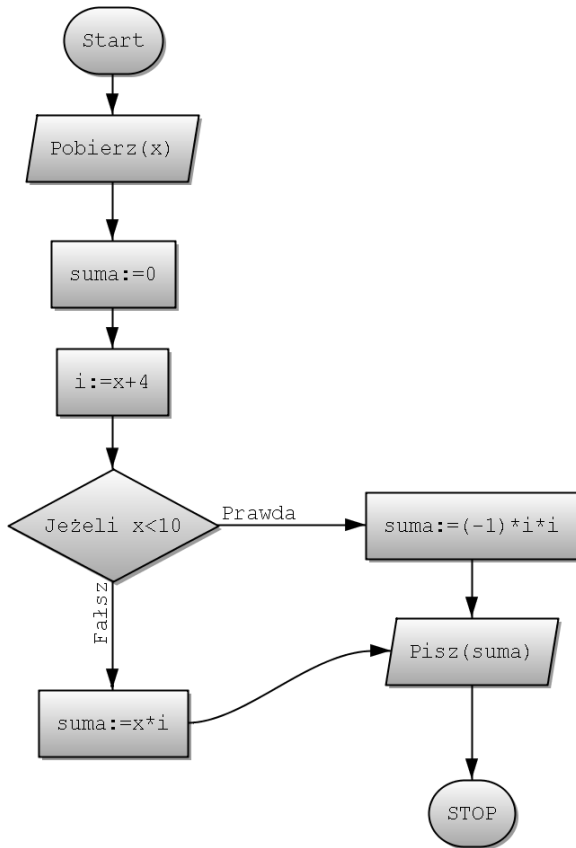 Start
Pobierz(x)
suma:=0
i:=x+4
Jeżeli x<10
Prawda
suma:=(-1)*i*i
Fałsz
Pisz(suma)
suma:=x*i
STOP